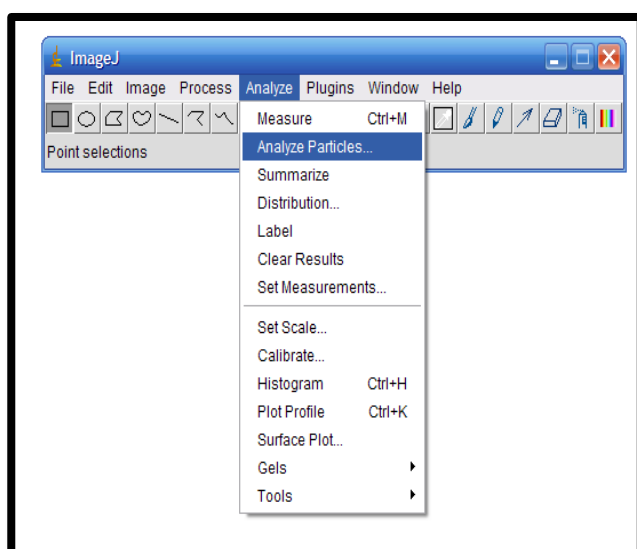 ImageJ
File Edit Image Process Analyze Plugins Window Help
Point selections
Measure Ctrl+M
Analyze Particles...
Summarize
Distribution...
Label
Clear Results
Set Measurements...
Set Scale...
Calibrate...
Histogram Ctrl+H
Plot Profile Ctrl+K
Surface Plot...
Gels
Tools